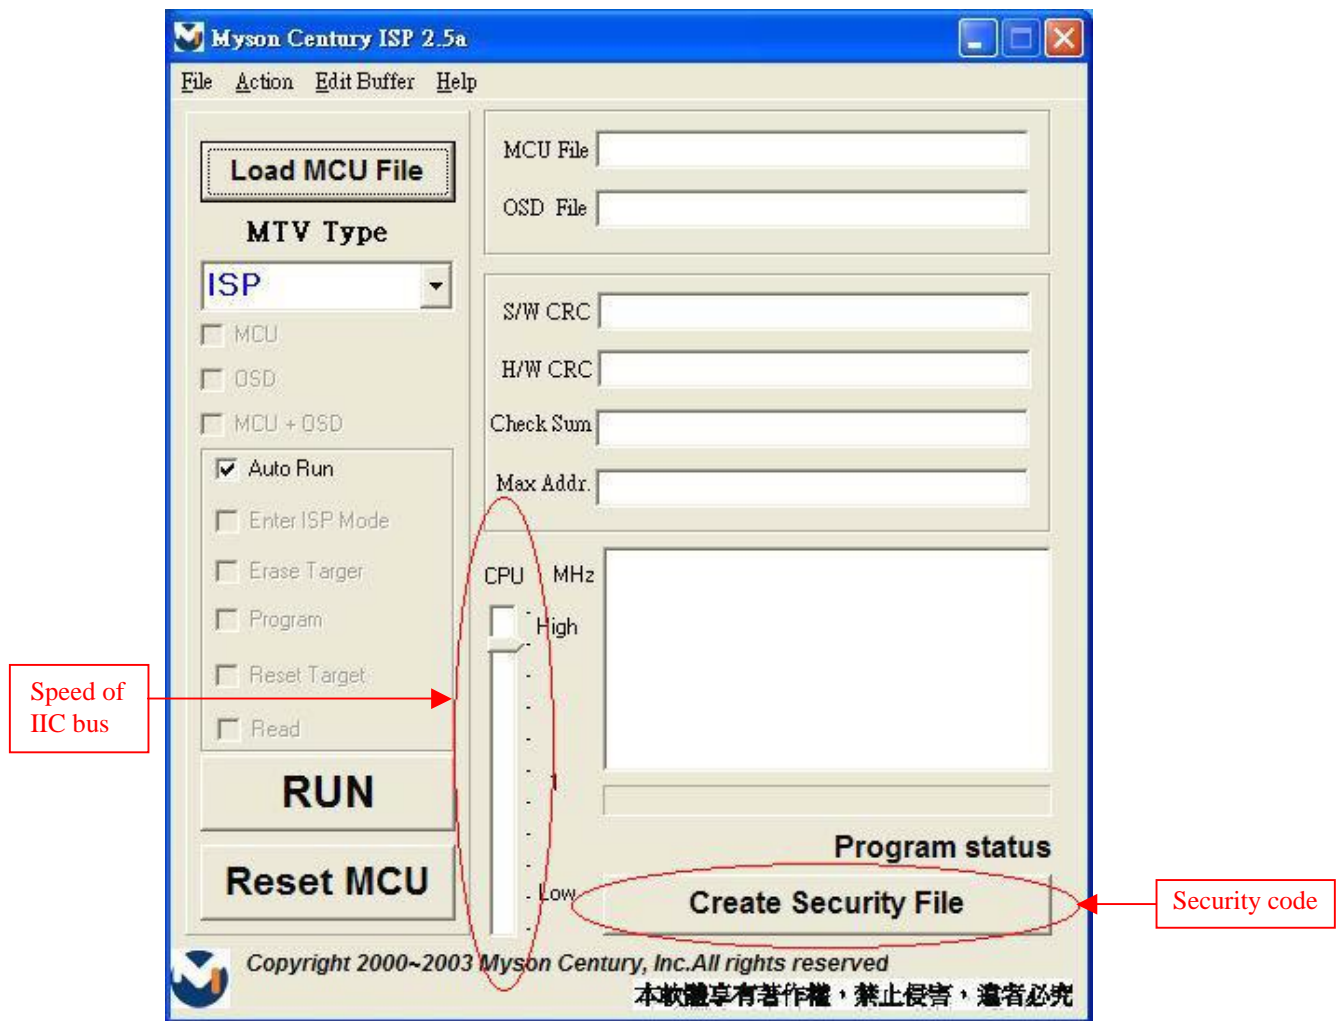 Myson Century ISP 2.5a
File Action Edit Buffer Help
Load MCU File
MTV Type
ISP
MCU
OSD
MCU + OSD
Auto Run
Enter ISP Mode
Erase Targer
Program
Reset Target
Read
RUN
Reset MCU
MCU File
OSD File
S/W CRC
H/W CRC
Check Sum
Max Addr.
CPU MHz
High
1
Low
Program status
Create Security File
Speed of
IIC bus
Security code
Copyright 2000~2003 Myson Century, Inc.All rights reserved
本軟體享有著作權，禁止侵害，違者必究